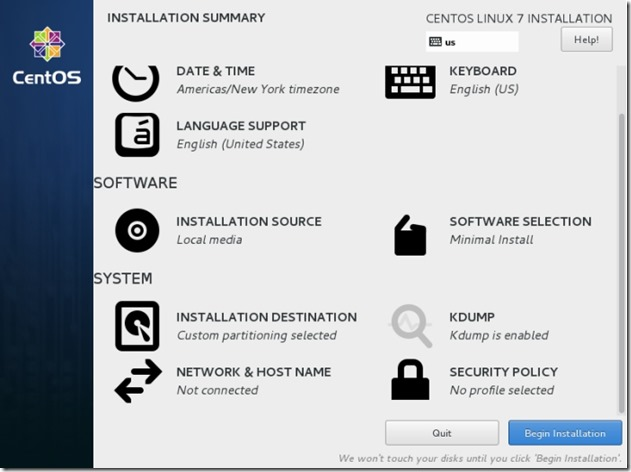 CentOS
INSTALLATION SUMMARY
CENTOS LINUX 7 INSTALLATION
us
Help!
DATE & TIME
Americas/New York timezone
KEYBOARD
English (US)
LANGUAGE SUPPORT
English (United States)
SOFTWARE
INSTALLATION SOURCE
Local media
SOFTWARE SELECTION
Minimal Install
SYSTEM
INSTALLATION DESTINATION
Custom partitioning selected
KDUMP
Kdump is enabled
NETWORK & HOST NAME
Not connected
SECURITY POLICY
No profile selected
Quit
Begin Installation
We won't touch your disks until you click 'Begin Installation'.